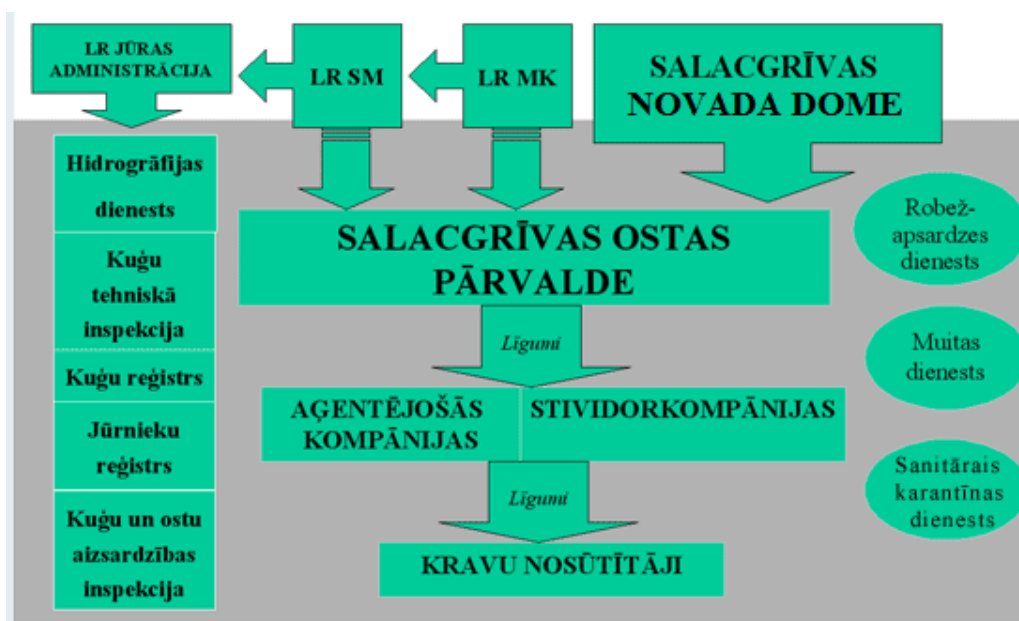 LR JŪRAS
ADMINISTRĀCIJA
LR SM
LR MK
SALACGRĪVAS
NOVADA DOME
Hidrogrāfijas
dienests
Kuģu
tehniskā
inspekcija
Kuģu reģistrs
Jūrnieku
reģistrs
Kuģu un ostu
aizsardzības
inspekcija
SALACGRĪVAS OSTAS
PĀRVALDE
Līgumi
AĢENTĒJOŠĀS
KOMPĀNIJAS
STIVIDORKOMPĀNIJAS
Līgumi
KRAVU NOSŪTĪTĀJI
Robež-
apsardzes
dienests
Muitas
dienests
Sanitārais
karantīnas
dienests